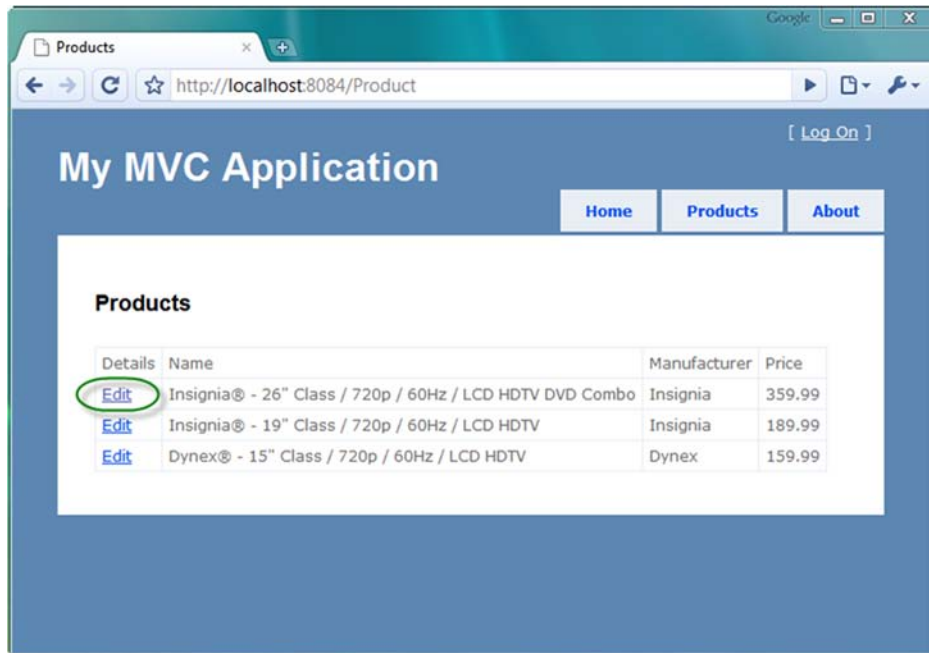 Google
Products
http://localhost:8084/Product
[ Log On ]
My MVC Application
Home Products About
Products
Details Name Manufacturer Price
Edit Insignia® - 26" Class / 720p / 60Hz / LCD HDTV DVD Combo Insignia 359.99
Edit Insignia® - 19" Class / 720p / 60Hz / LCD HDTV Insignia 189.99
Edit Dynex® - 15" Class / 720p / 60Hz / LCD HDTV Dynex 159.99